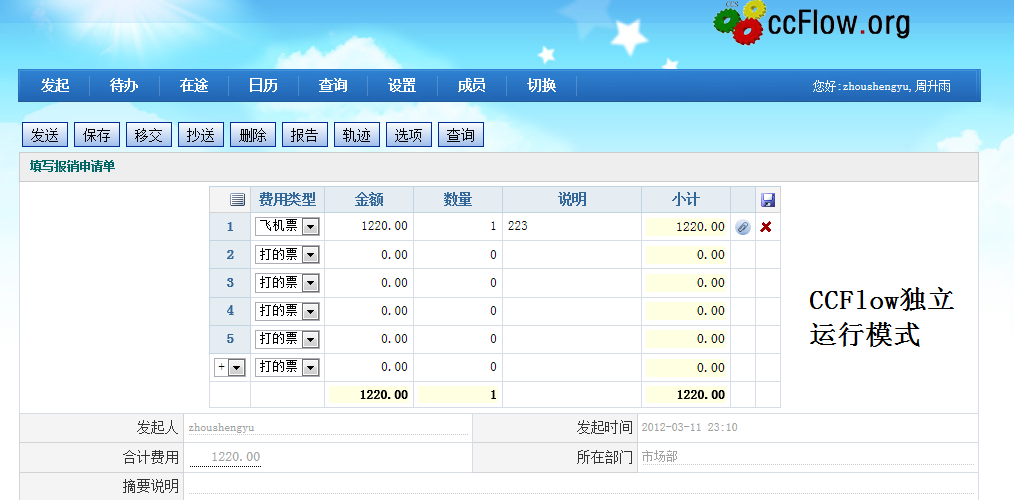 CCS
ccFlow.org
发起 待办 在途 日历 查询 设置 成员 切换 您好:zhoushengyu,周升雨
发送 保存 移交 抄送 删除 报告 轨迹 选项 查询
填写报销申请单
费用类型 金额 数量 说明 小计
1 飞机票 1220.00 1 223 1220.00
2 打的票 0.00 0 0.00
3 打的票 0.00 0 0.00
4 打的票 0.00 0 0.00
5 打的票 0.00 0 0.00
+ 打的票 0.00 0 0.00
1220.00 1 1220.00
CCFlow独立
运行模式
发起人 zhoushengyu 发起时间 2012-03-11 23:10
合计费用 1220.00 所在部门 市场部
摘要说明